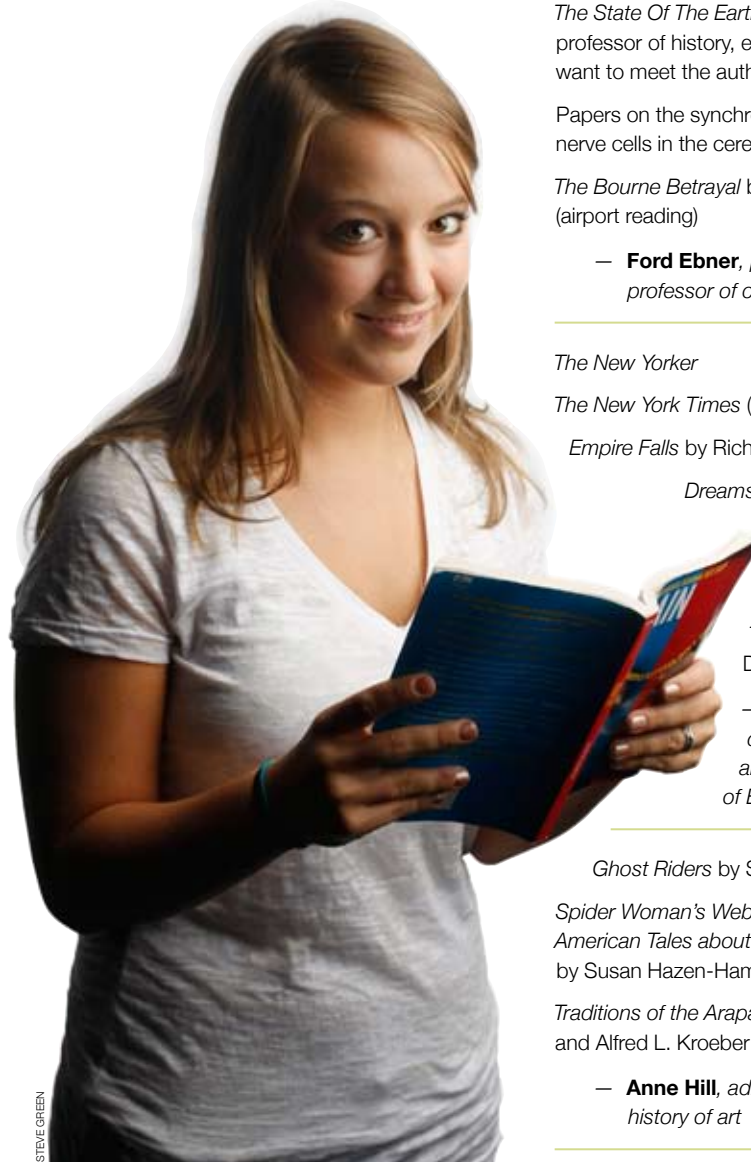 The State Of The Eart
professor of history, e
want to meet the auth
Papers on the synchr
nerve cells in the cere
The Bourne Betrayal b
(airport reading)
— Ford Ebner, p
professor of c
The New Yorker
The New York Times (
Empire Falls by Rich
Dreams
D
—
of E
Ghost Riders by S
Spider Woman's Web
American Tales about
by Susan Hazen-Ham
Traditions of the Arapa
and Alfred L. Kroeber
— Anne Hill, ad
history of art
STEVE GREEN